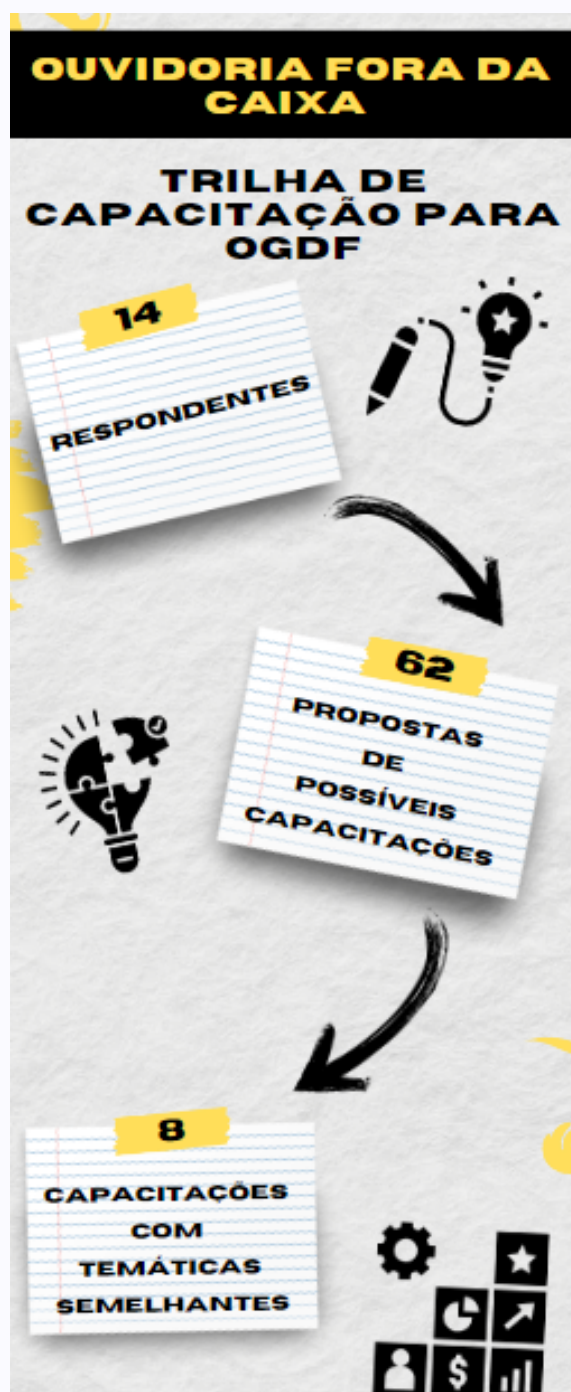 OUVIDORIA FORA DA
CAIXA
TRILHA DE
CAPACITAÇÃO PARA
OGDF
14
RESPONDENTES
62
PROPOSTAS
DE
POSSÍVEIS
CAPACITAÇÕES
8
CAPACITAÇÕES
COM
TEMÁTICAS
SEMELHANTES
$